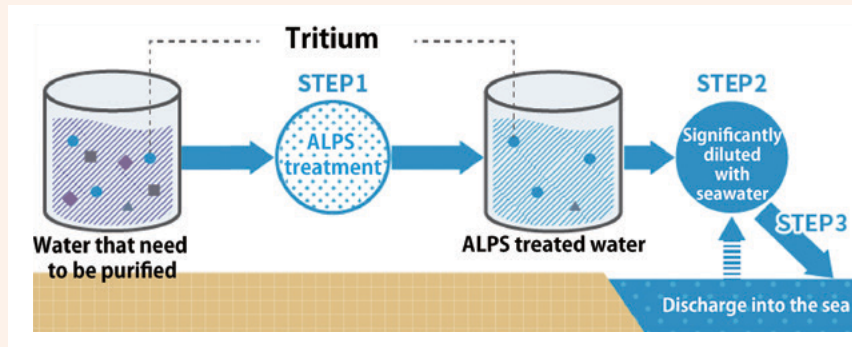 Tritium
STEP1
ALPS
treatment
STEP2
Significantly
diluted
with
seawater
STEP3
Water that need
to be purified
ALPS treated water
Discharge into the sea